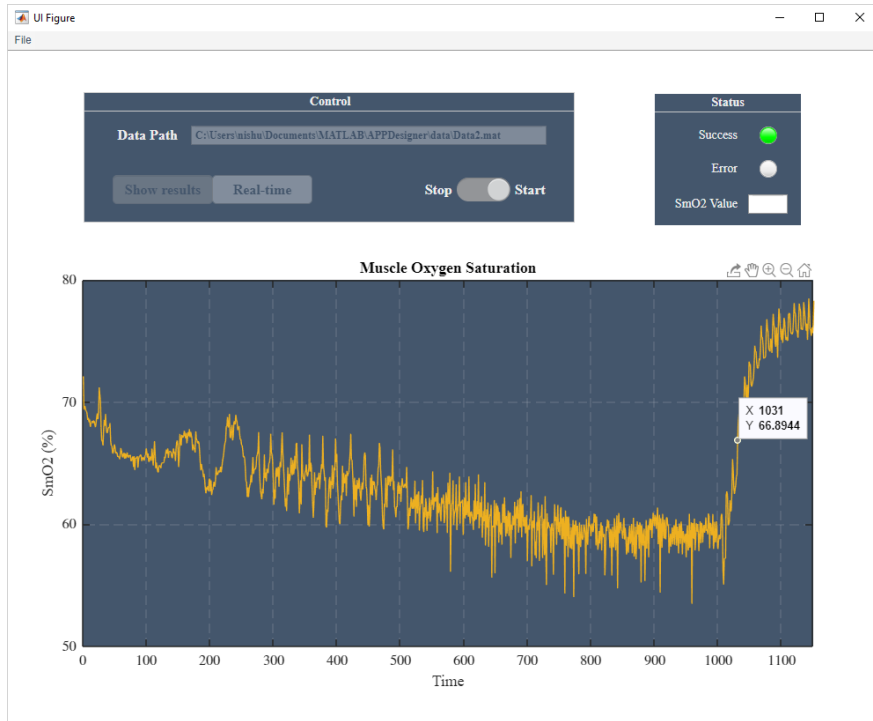 UI Figure
File
Control
Data Path C:\Users\nishu\Documents\MATLAB\APPDesigner\data\Data2.mat
Show results Real-time Stop Start
Status
Success
Error
SmO2 Value
Muscle Oxygen Saturation
80
70
60
50
SmO2 (%)
X 1031
Y 66.8944
0 100 200 300 400 500 600 700 800 900 1000 1100
Time